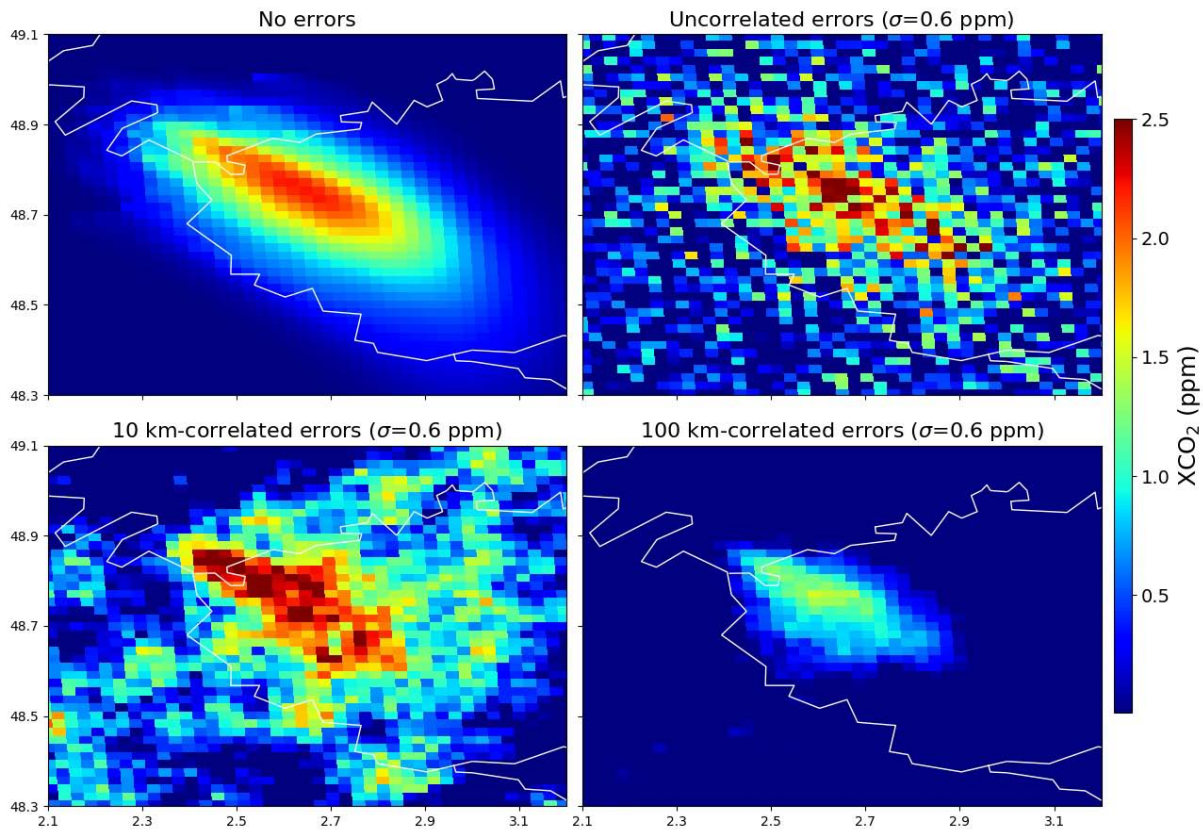 No errors
Uncorrelated errors (σ=0.6 ppm)
49.1
48.9
48.7
48.5
48.3
2.5
2.0
1.5
1.0
0.5
XCO₂ (ppm)
10 km-correlated errors (σ=0.6 ppm)
100 km-correlated errors (σ=0.6 ppm)
49.1
48.9
48.7
48.5
48.3
2.1 2.3 2.5 2.7 2.9 3.1
2.1 2.3 2.5 2.7 2.9 3.1